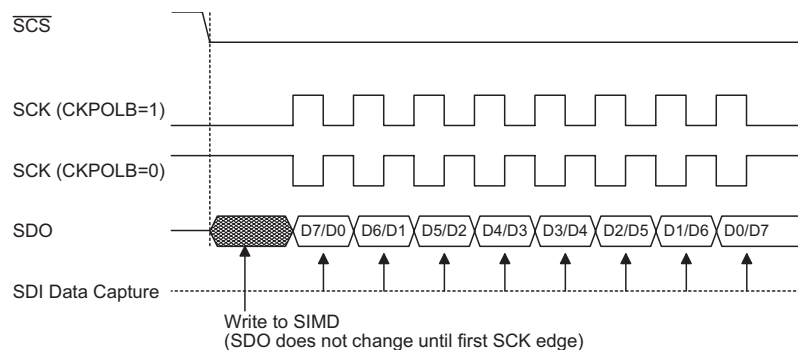 SCS
SCK (CKPOLB=1)
SCK (CKPOLB=0)
SDO
D7/D0 D6/D1 D5/D2 D4/D3 D3/D4 D2/D5 D1/D6 D0/D7
SDI Data Capture
Write to SIMD
(SDO does not change until first SCK edge)